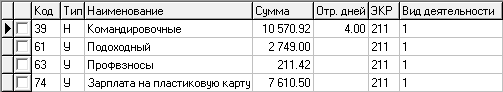 Код Тип Наименование Сумма Отр. дней ЭКР Вид деятельности
39 Н Командировочные 10 570.92 4.00 211 1
61 У Подоходный 2 749.00 211 1
63 У Профвзносы 211.42 211 1
74 У Зарплата на пластиковую карту 7 610.50 211 1